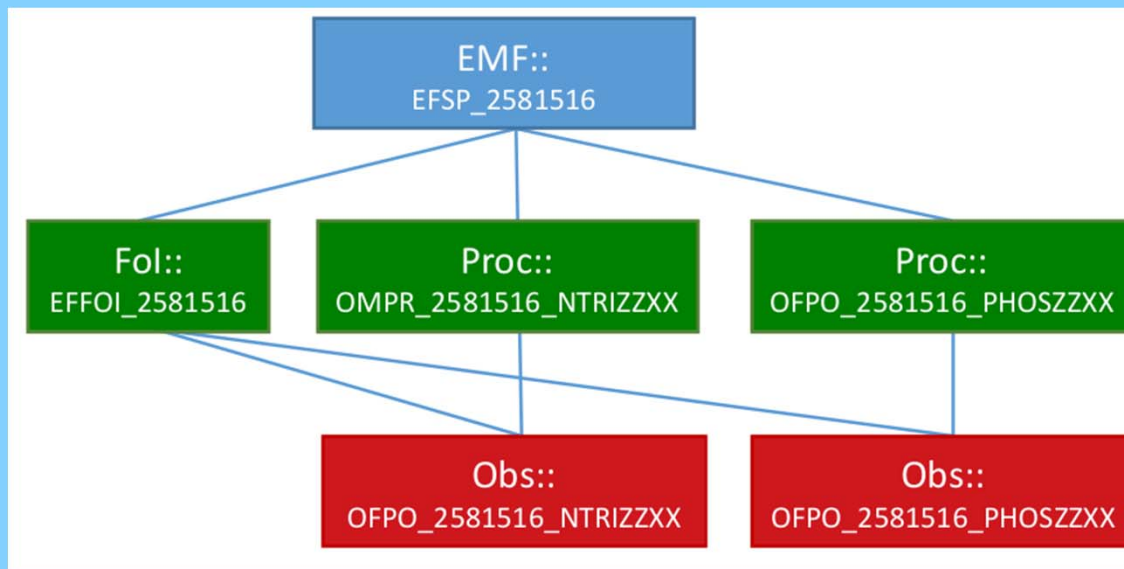 EMF::
EFSP_2581516
FoI::
EFFOI_2581516
Proc::
OMPR_2581516_NTRIZZXX
Proc::
OFPO_2581516_PHOSZZXX
Obs::
OFPO_2581516_NTRIZZXX
Obs::
OFPO_2581516_PHOSZZXX